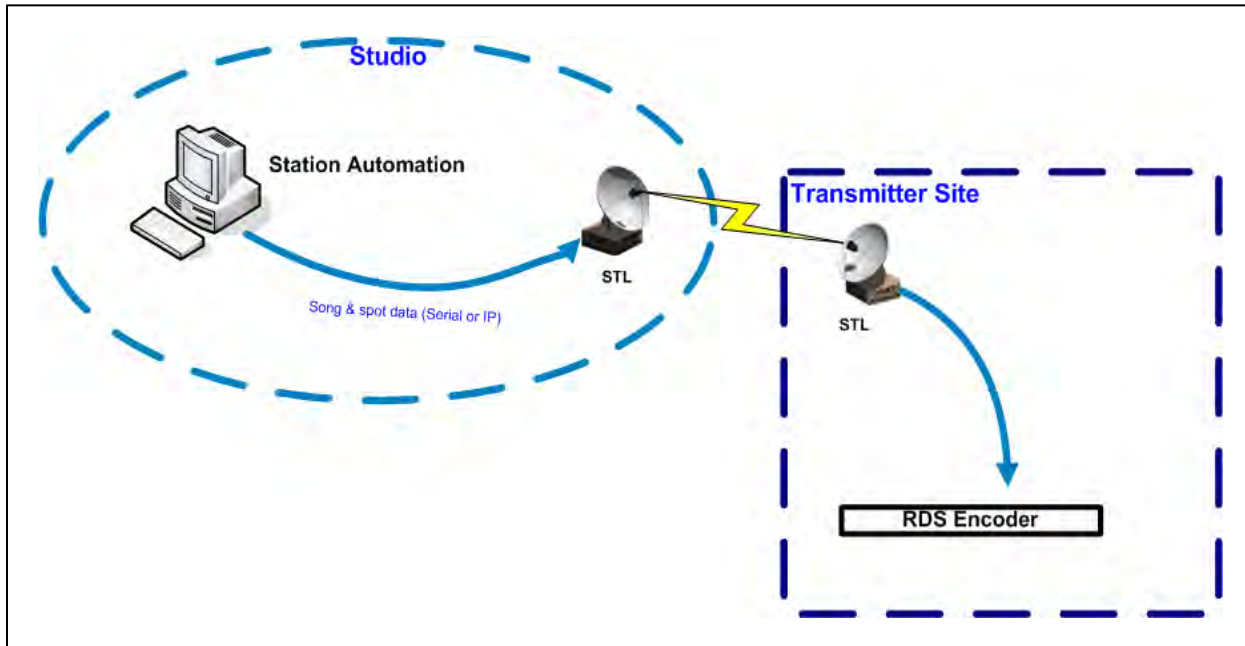 Studio
Station Automation
STL
Song & spot data (Serial or IP)
Transmitter Site
STL
RDS Encoder